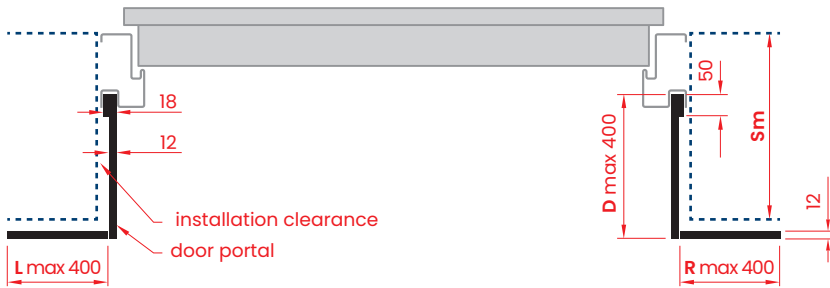 50
18
12
D max 400
Sm
12
installation clearance
door portal
L max 400
R max 400